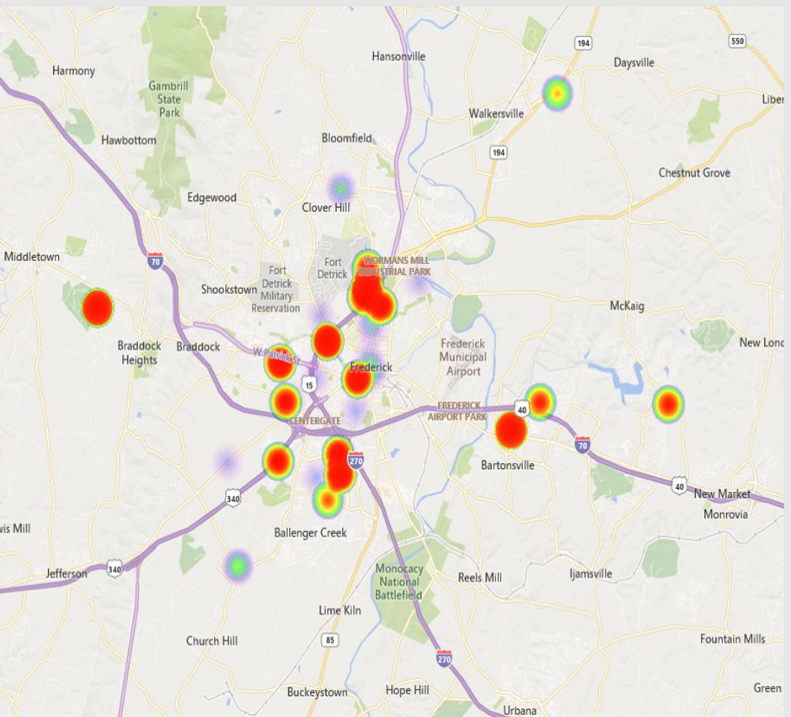 194
550
Hansonville
Daysville
Harmony
Gambrill
State
Park
Walkersville
Hawbottom
Bloomfield
194
Chestnut Grove
Edgewood
Clover Hill
Middletown
70
WORMANS MILL
INDUSTRIAL PARK
Fort
Detrick
Fort
Detrick
Military
Reservation
Shookstown
McKaig
Braddock
Heights
Braddock
W Patrick St
Frederick
Frederick
Municipal
Airport
15
FREDERICK
AIRPORT PARK
40
CENTERGATE
70
270
Bartonsville
40
340
New Market
Monrovia
Ballenger Creek
Jefferson
340
Monocacy
National
Battlefield
Reels Mill
Ijamsville
Lime Kiln
Church Hill
85
Fountain Mills
270
Buckeystown
Hope Hill
Green
Urbana